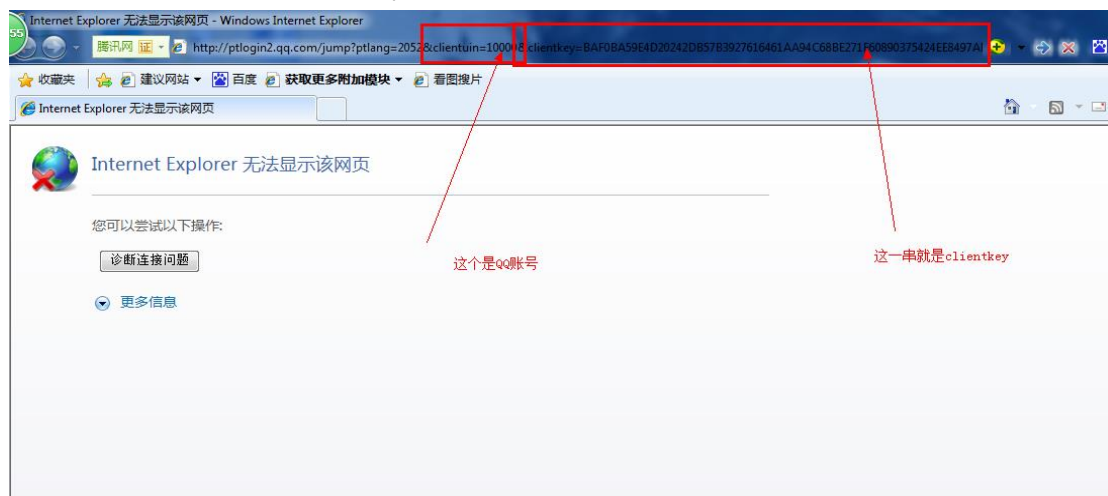 Internet Explorer 无法显示该网页 - Windows Internet Explorer
55
腾讯网 证 http://ptlogin2.qq.com/jump?ptlang=2052&clientuin=10000&clientkey=BAF0BA59E4D20242DB57B3927616461AA94C68BE271F60890375424EE8497AI
收藏夹 建议网站 百度 获取更多附加模块 看图搜片
Internet Explorer 无法显示该网页
Internet Explorer 无法显示该网页
您可以尝试以下操作:
诊断连接问题
这个是QQ账号
这一串就是clientkey
更多信息